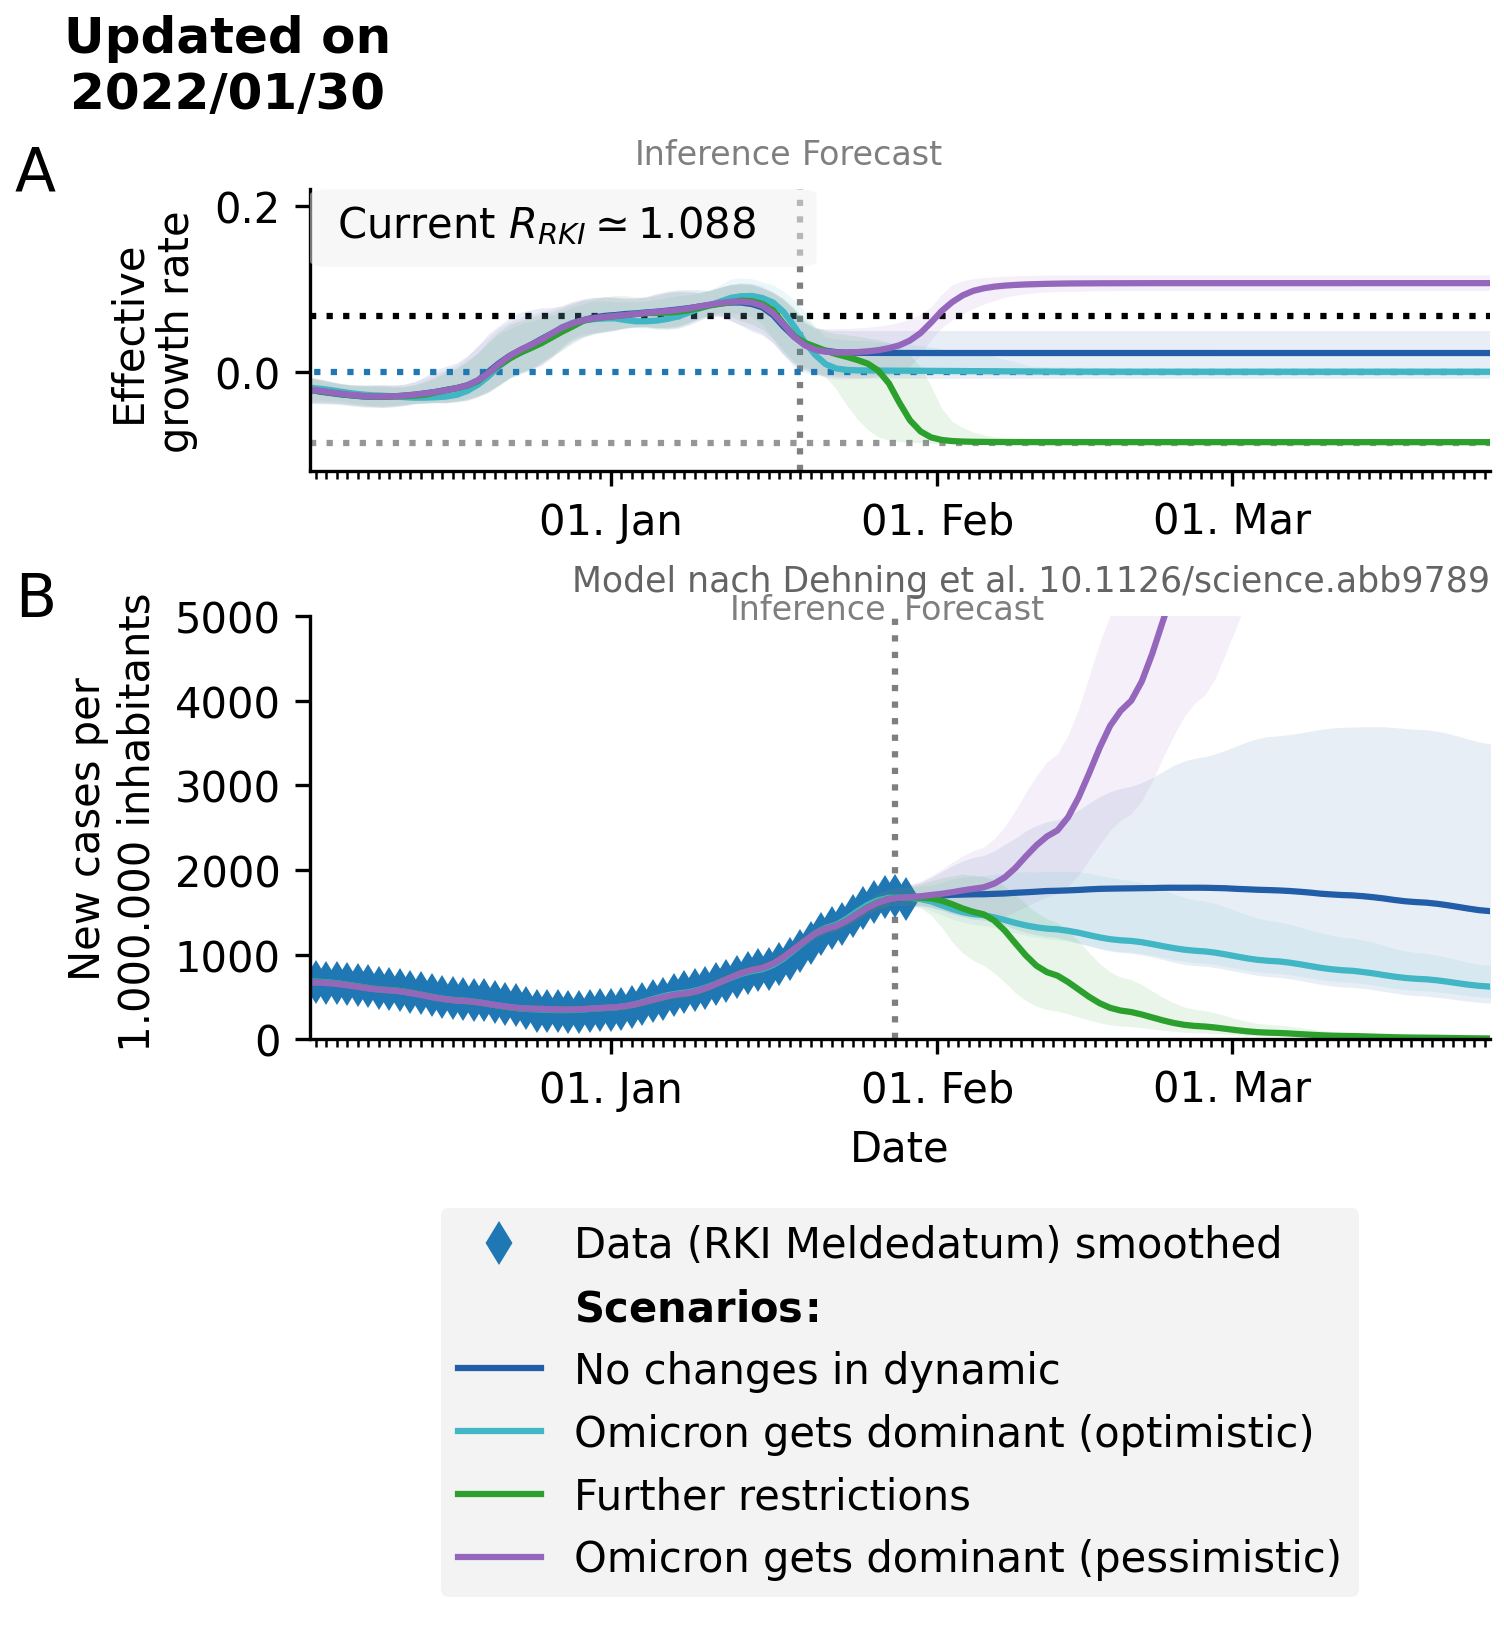 Updated on
2022/01/30
A
Inference Forecast
Effective
growth rate
0.2
0.0
Current R_RKI ≃ 1.088
01. Jan 01. Feb 01. Mar
Model nach Dehning et al. 10.1126/science.abb9789
B
Inference Forecast
New cases per
1.000.000 inhabitants
5000
4000
3000
2000
1000
0
01. Jan 01. Feb 01. Mar
Date
Data (RKI Meldedatum) smoothed
Scenarios:
No changes in dynamic
Omicron gets dominant (optimistic)
Further restrictions
Omicron gets dominant (pessimistic)